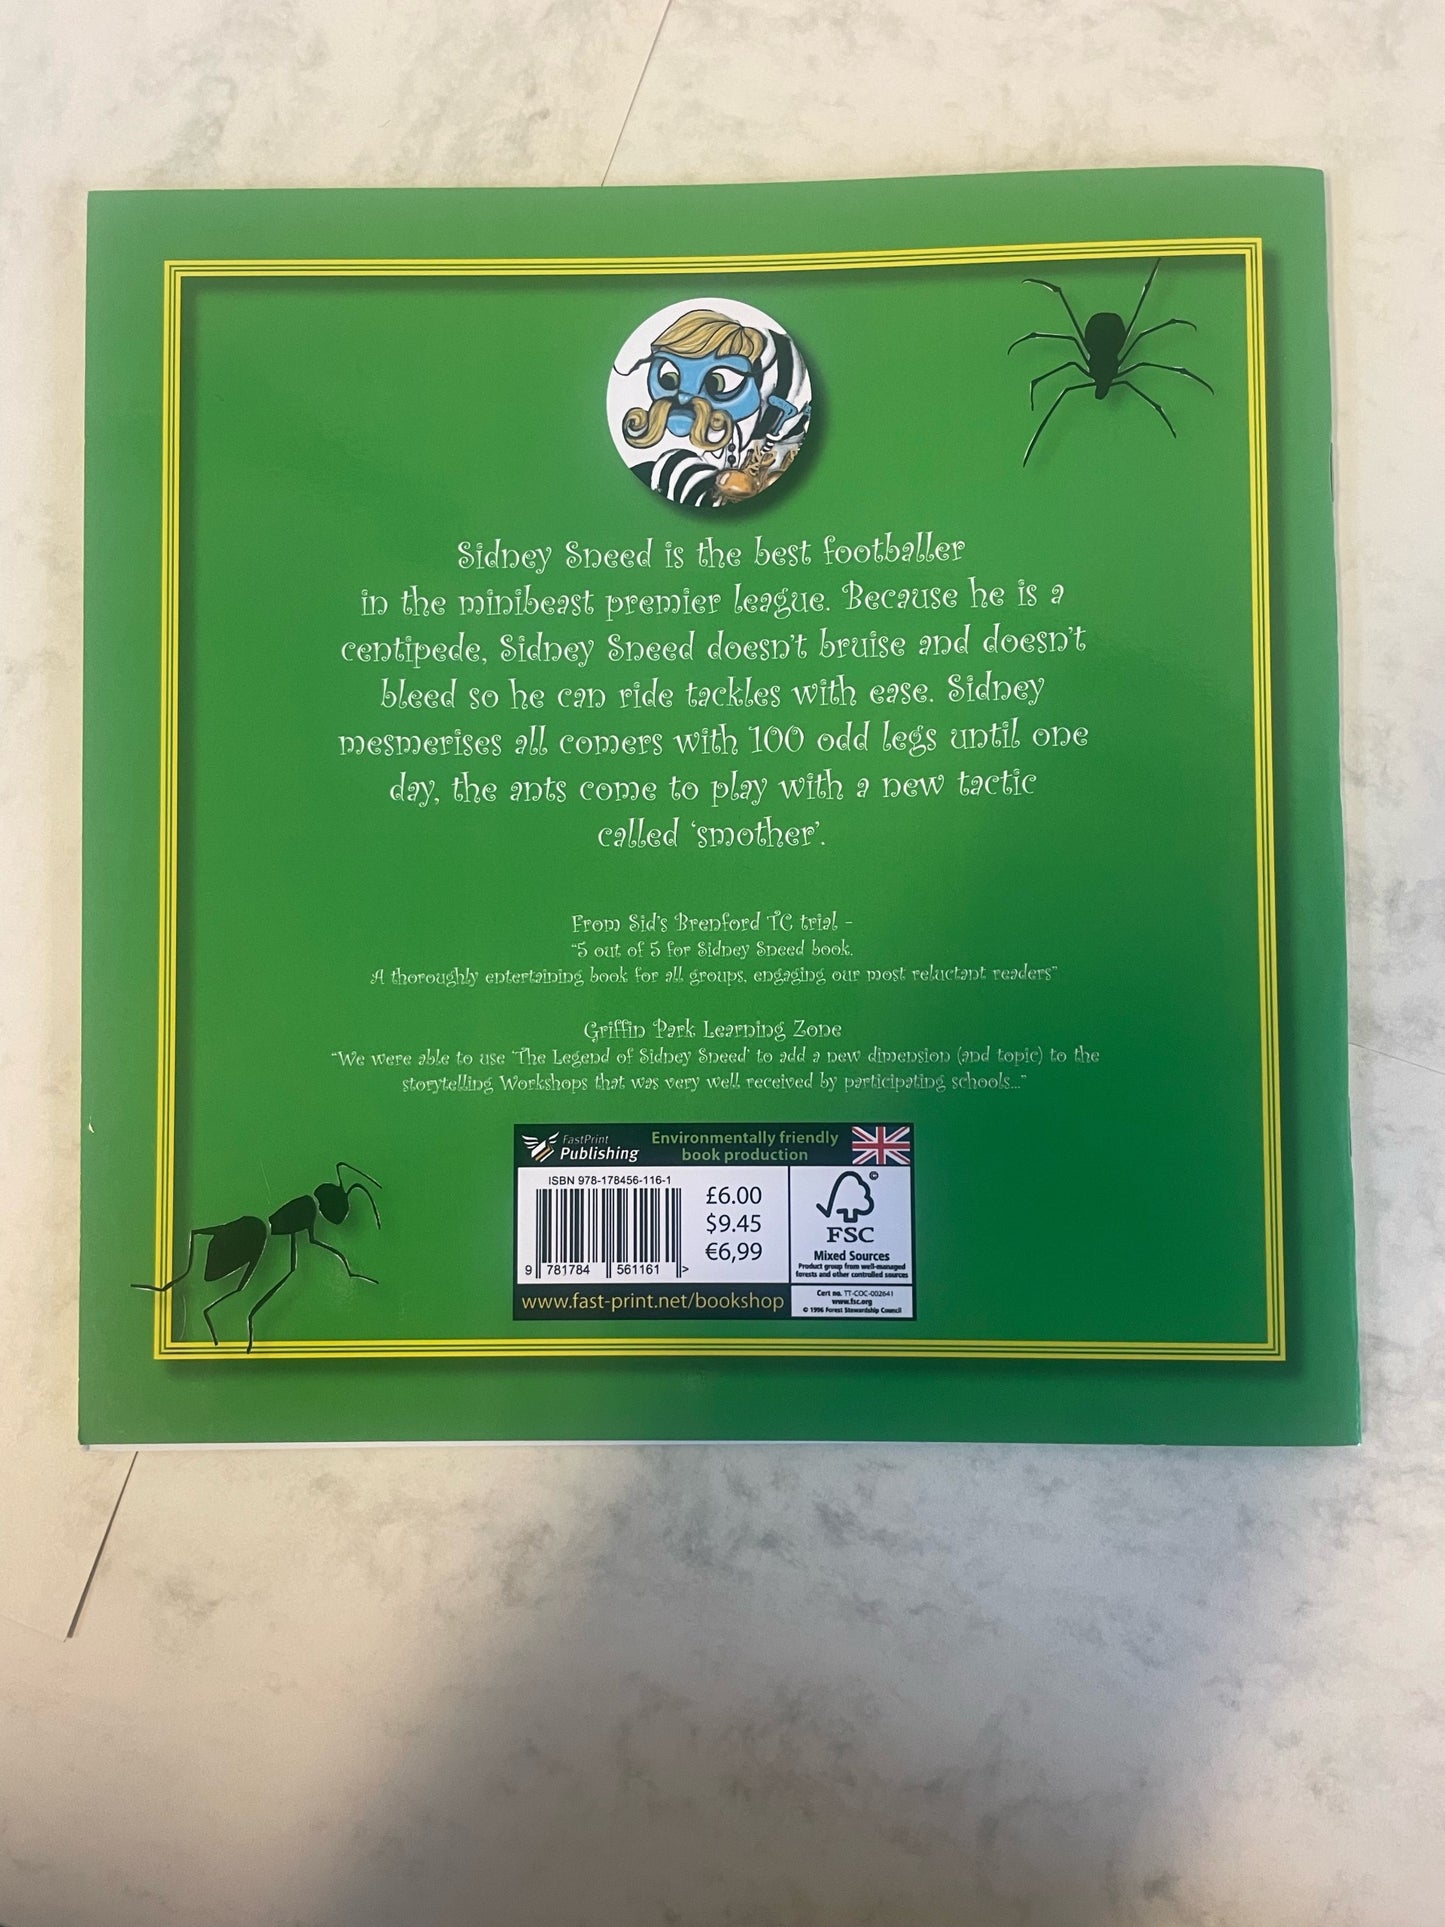 Sidney Sneed is the best footballer
in the minibeast premier league. Because he is a
centipede, Sidney Sneed doesn't bruise and doesn't
bleed so he can ride tackles with ease. Sidney
mesmerises all comers with 100 odd legs until one
day, the ants come to play with a new tactic
called ‘smother’.
From Sid's Brenford TC trial -
“5 out of 5 for Sidney Sneed book.
A thoroughly entertaining book for all groups, engaging our most reluctant readers”
Griffin Park Learning Zone
“We were able to use ‘The Legend of Sidney Sneed’ to add a new dimension (and topic) to the
storytelling Workshops that was very well received by participating schools...”
FastPrint
Publishing
Environmentally friendly
book production
ISBN 978-178456-116-1
9 781784 561161 >
£6.00
$9.45
€6,99
www.fast-print.net/bookshop
©
FSC
Mixed Sources
Product group from well-managed
forests and other controlled sources
Cert no. TT-COC-002641
www.fsc.org
© 1996 Forest Stewardship Council